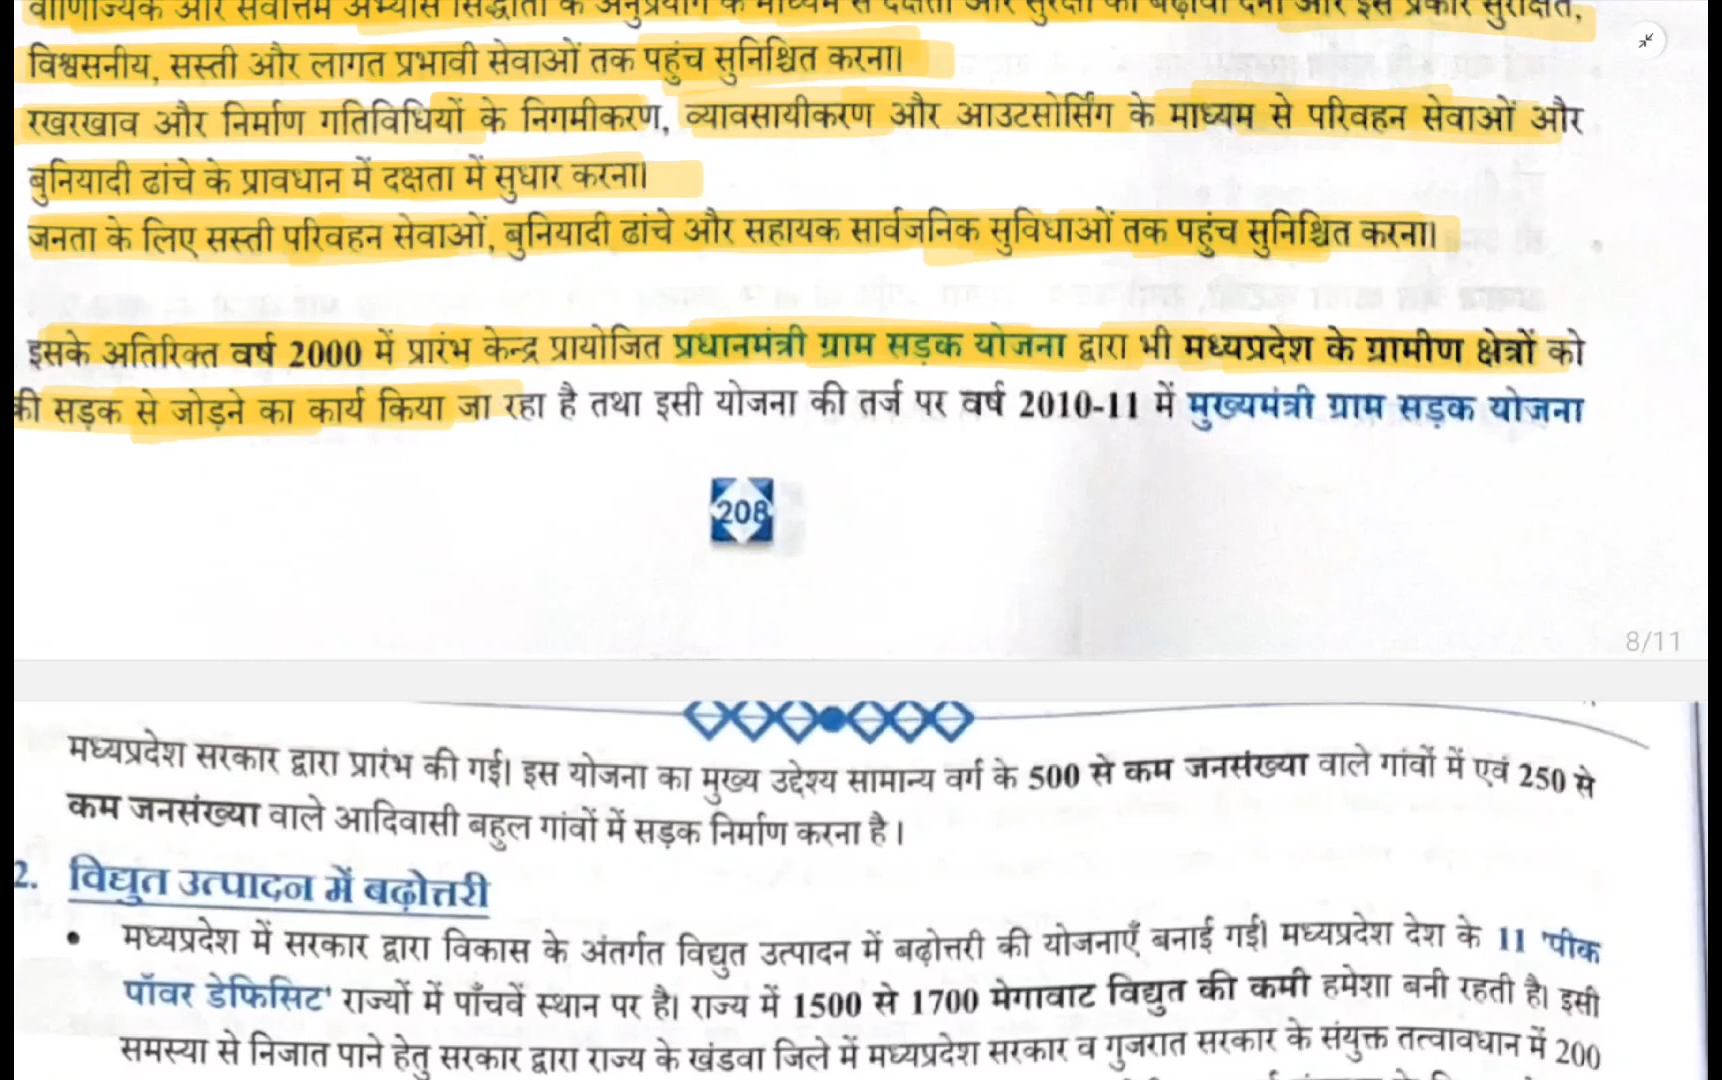 वाणिज्यिक और सर्वोत्तम अभ्यास सिद्धांतों के अनुप्रयोग के माध्यम से दक्षता और सुरक्षा को बढ़ावा देना और इस प्रकार सुरक्षित,
विश्वसनीय, सस्ती और लागत प्रभावी सेवाओं तक पहुंच सुनिश्चित करना।
रखरखाव और निर्माण गतिविधियों के निगमीकरण, व्यावसायीकरण और आउटसोर्सिंग के माध्यम से परिवहन सेवाओं और
बुनियादी ढांचे के प्रावधान में दक्षता में सुधार करना।
जनता के लिए सस्ती परिवहन सेवाओं, बुनियादी ढांचे और सहायक सार्वजनिक सुविधाओं तक पहुंच सुनिश्चित करना।
इसके अतिरिक्त वर्ष 2000 में प्रारंभ केन्द्र प्रायोजित प्रधानमंत्री ग्राम सड़क योजना द्वारा भी मध्यप्रदेश के ग्रामीण क्षेत्रों को
की सड़क से जोड़ने का कार्य किया जा रहा है तथा इसी योजना की तर्ज पर वर्ष 2010-11 में मुख्यमंत्री ग्राम सड़क योजना
208
8/11
मध्यप्रदेश सरकार द्वारा प्रारंभ की गई। इस योजना का मुख्य उद्देश्य सामान्य वर्ग के 500 से कम जनसंख्या वाले गांवों में एवं 250 से
कम जनसंख्या वाले आदिवासी बहुल गांवों में सड़क निर्माण करना है।
2. विद्युत उत्पादन में बढ़ोत्तरी
• मध्यप्रदेश में सरकार द्वारा विकास के अंतर्गत विद्युत उत्पादन में बढ़ोत्तरी की योजनाएँ बनाई गई। मध्यप्रदेश देश के 11 'पीक
पॉवर डेफिसिट' राज्यों में पाँचवें स्थान पर है। राज्य में 1500 से 1700 मेगावाट विद्युत की कमी हमेशा बनी रहती है। इसी
समस्या से निजात पाने हेतु सरकार द्वारा राज्य के खंडवा जिले में मध्यप्रदेश सरकार व गुजरात सरकार के संयुक्त तत्वावधान में 200